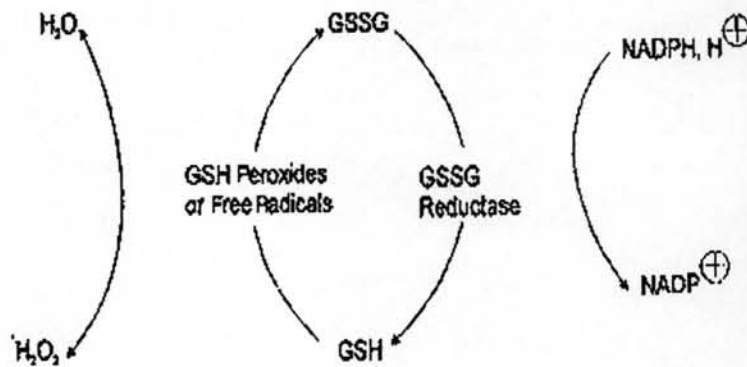 H₂O
GSSG
NADPH, H⊕
GSH Peroxides
or Free Radicals
GSSG
Reductase
NADP⊕
H₂O₂
GSH